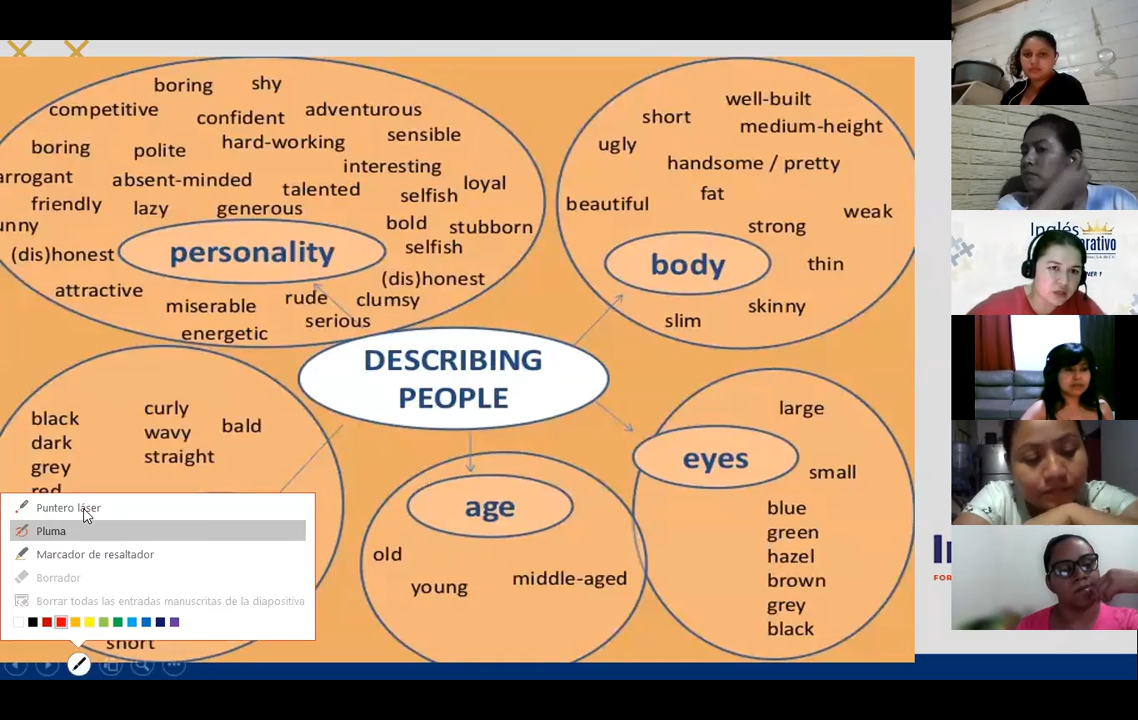 boring shy
competitive confident adventurous
boring polite hard-working sensible
interesting
arrogant absent-minded talented selfish loyal
friendly lazy generous
unny bold stubborn
selfish
(dis)honest personality
(dis)honest
attractive miserable rude clumsy
energetic serious
well-built
short medium-height
ugly
handsome / pretty
beautiful fat
weak
strong
body thin
skinny
slim
DESCRIBING
PEOPLE
black curly
dark wavy bald
grey straight
red
short
age
old
young middle-aged
large
eyes
small
blue
green
hazel
brown
grey
black
Puntero láser
Pluma
Marcador de resaltador
Borrador
Borrar todas las entradas manuscritas de la diapositiva
Inglés